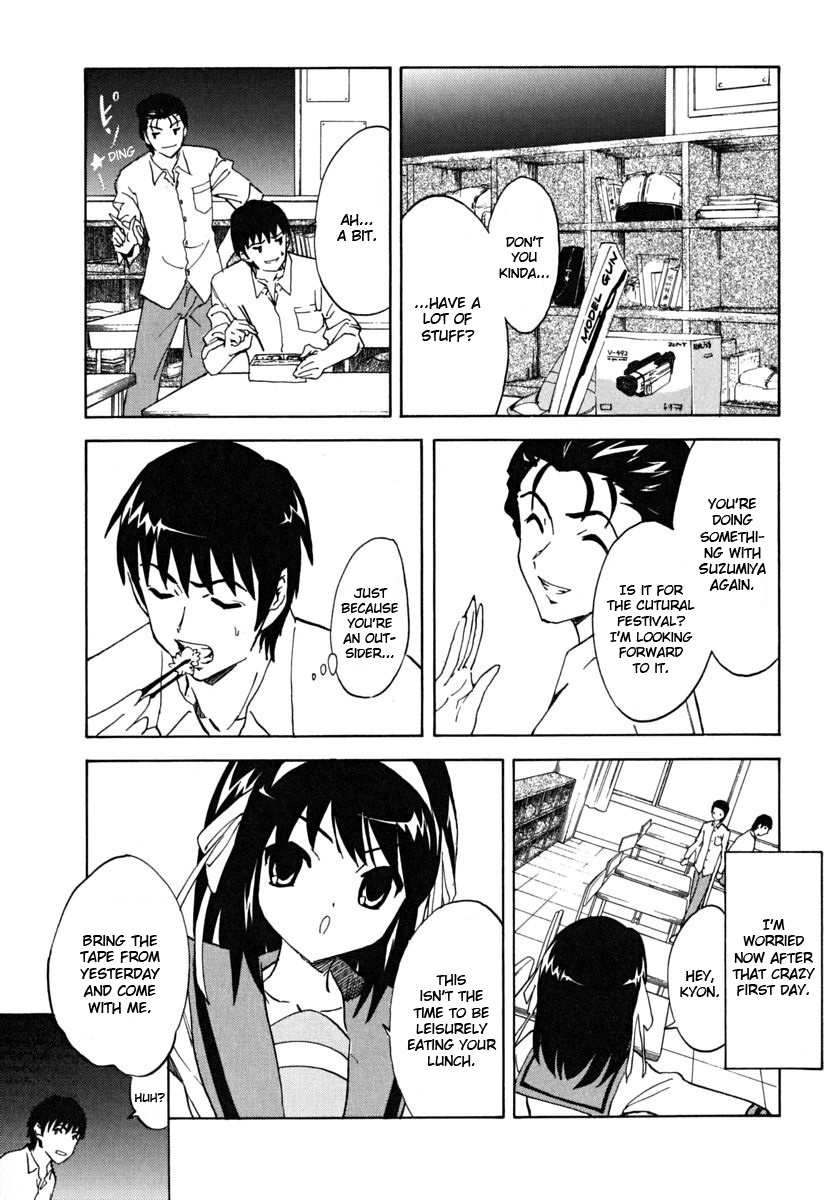 DON'T
YOU
KINDA...
...HAVE A
LOT OF
STUFF?
MODEL GUN
SONY
V-492
ピン
DING
AH...
A BIT.
YOU'RE
DOING
SOMETHI-
NG WITH
SUZUMIYA
AGAIN.
IS IT FOR
THE CUTURAL
FESTIVAL?
I'M LOOKING
FORWARD
TO IT.
JUST
BECAUSE
YOU'RE
AN OUT-
SIDER...
I'M
WORRIED
NOW AFTER
THAT CRAZY
FIRST DAY.
HEY,
KYON.
THIS
ISN'T THE
TIME TO BE
LEISURELY
EATING YOUR
LUNCH.
BRING THE
TAPE FROM
YESTERDAY
AND COME
WITH ME.
HUH?